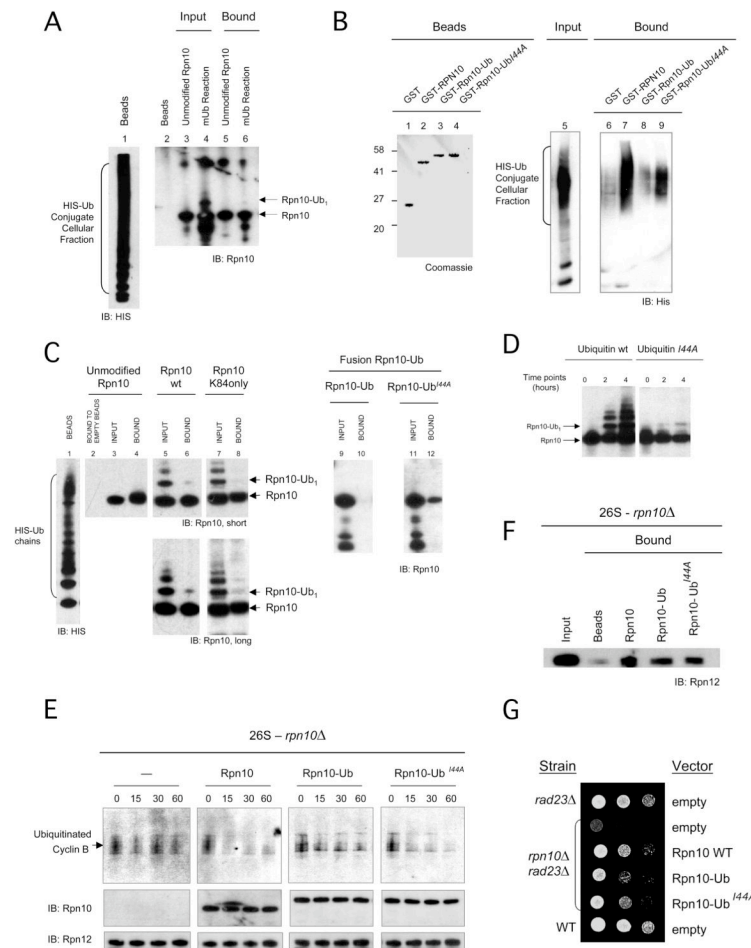 A
Input
Bound
Beads
Beads
Unmodified Rpn10
mUb Reaction
Unmodified Rpn10
mUb Reaction
1
2
3
4
5
6
HIS-Ub
Conjugate
Cellular
Fraction
Rpn10-Ub1
Rpn10
IB: HIS
IB: Rpn10
B
Beads
Input
Bound
GST
GST-RPN10
GST-Rpn10-Ub
GST-Rpn10-UbI44A
GST
GST-RPN10
GST-Rpn10-Ub
GST-Rpn10-UbI44A
1
2
3
4
5
6
7
8
9
58
41
27
20
HIS-Ub
Conjugate
Cellular
Fraction
Coomassie
IB: His
C
Unmodified
Rpn10
Rpn10
wt
Rpn10
K84only
Fusion Rpn10-Ub
Rpn10-Ub
Rpn10-UbI44A
BEADS
BOUND TO
EMPTY BEADS
INPUT
BOUND
INPUT
BOUND
INPUT
BOUND
INPUT
BOUND
INPUT
BOUND
1
2
3
4
5
6
7
8
9
10
11
12
HIS-Ub
chains
Rpn10-Ub1
Rpn10
IB: Rpn10, short
Rpn10-Ub1
Rpn10
IB: HIS
IB: Rpn10, long
IB: Rpn10
D
Ubiquitin wt
Ubiquitin I44A
Time points
(hours)
0 2 4 0 2 4
Rpn10-Ub1
Rpn10
F
26S - rpn10Δ
Bound
Input
Beads
Rpn10
Rpn10-Ub
Rpn10- UbI44A
IB: Rpn12
E
26S – rpn10Δ
—
Rpn10
Rpn10-Ub
Rpn10-Ub I44A
0 15 30 60 0 15 30 60 0 15 30 60 0 15 30 60
Ubiquitinated
Cyclin B
IB: Rpn10
IB: Rpn12
G
Strain
Vector
rad23Δ
empty
empty
rpn10Δ
rad23Δ
Rpn10 WT
Rpn10-Ub
Rpn10-Ub I44A
WT
empty